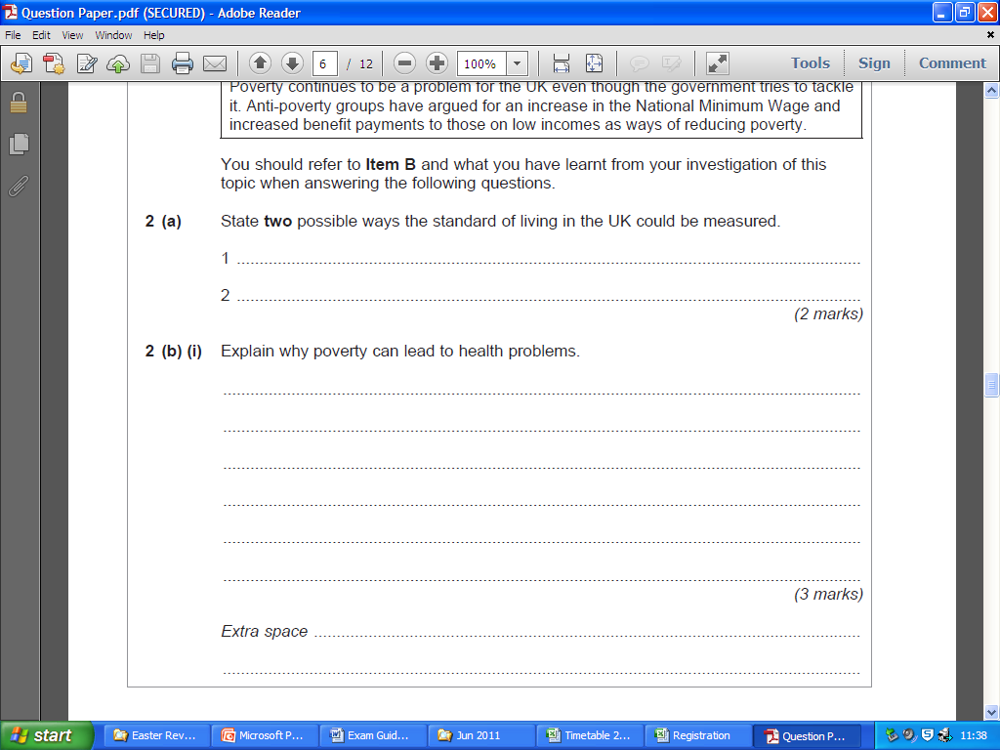 Question Paper.pdf (SECURED) - Adobe Reader
File Edit View Window Help
6 / 12 100% Tools Sign Comment
Poverty continues to be a problem for the UK even though the government tries to tackle
it. Anti-poverty groups have argued for an increase in the National Minimum Wage and
increased benefit payments to those on low incomes as ways of reducing poverty.
You should refer to Item B and what you have learnt from your investigation of this
topic when answering the following questions.
2 (a) State two possible ways the standard of living in the UK could be measured.
1
2
(2 marks)
2 (b) (i) Explain why poverty can lead to health problems.
(3 marks)
Extra space
start Easter Rev... Microsoft P... Exam Guid... Jun 2011 Timetable 2... Registration Question P... 11:38